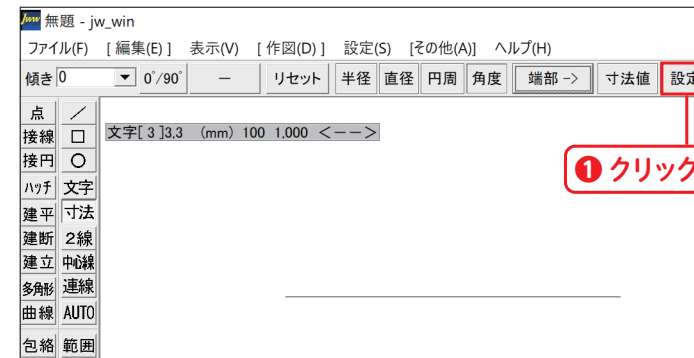 Jww 無題 - jw_win
ファイル(F) [ 編集(E) ] 表示(V) [ 作図(D) ] 設定(S) [その他(A)] ヘルプ(H)
傾き 0 0°/90° － リセット 半径 直径 円周 角度 端部 -> 寸法値 設定
点 ／
接線 □
文字[ 3 ]3,3 (mm) 100 1,000 <－－>
接円 ○
❶ クリック
ハッチ 文字
建平 寸法
建断 2線
建立 中心線
多角形 連線
曲線 AUTO
包絡 範囲